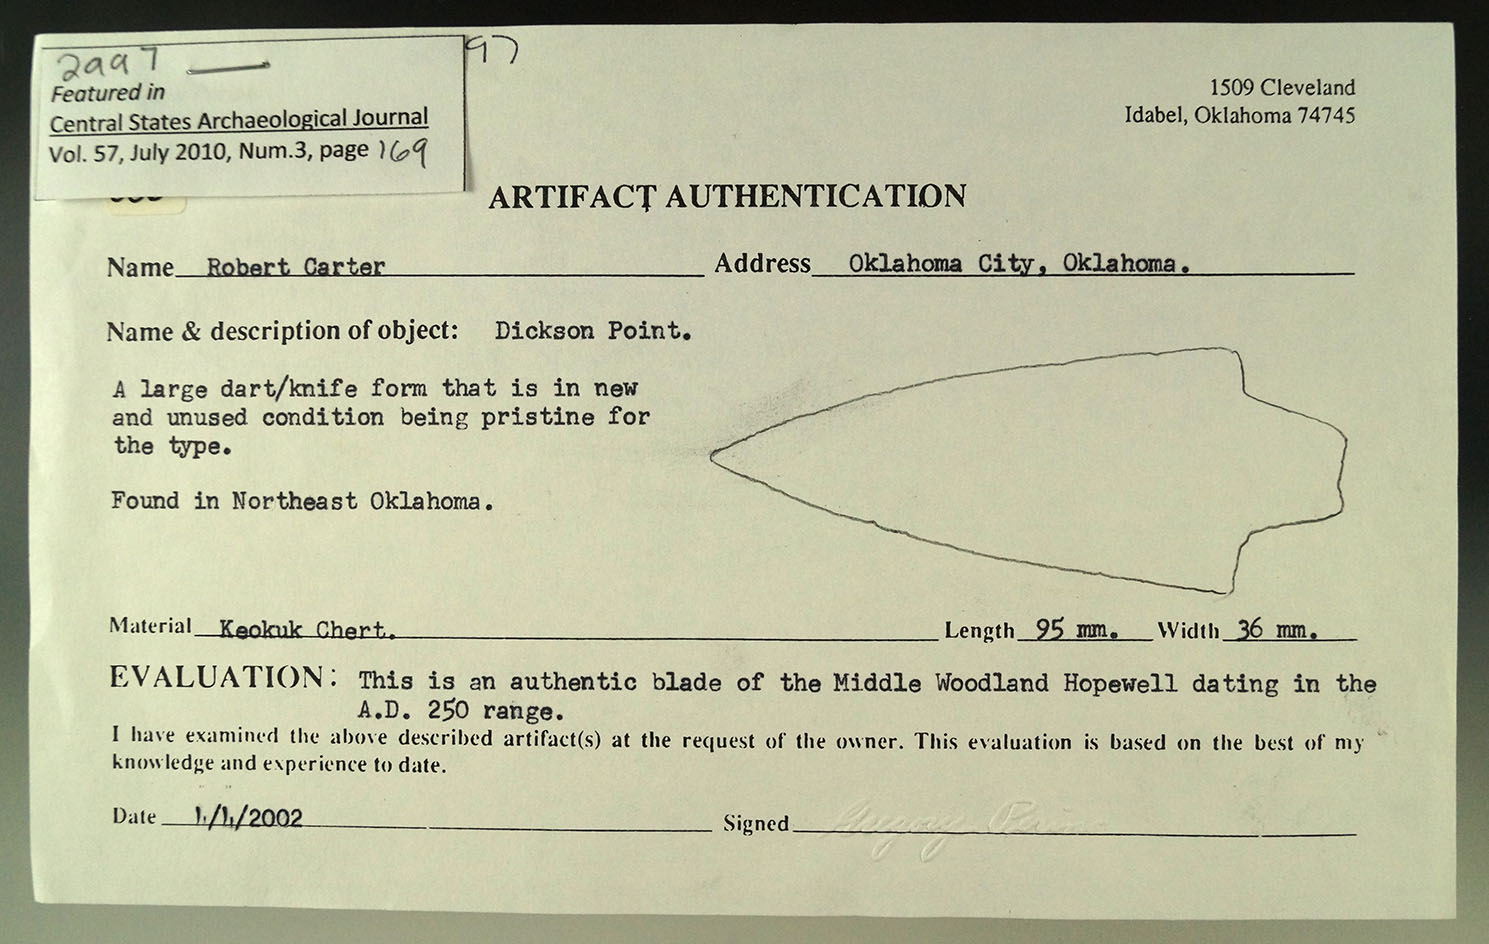 2997
Featured in
Central States Archaeological Journal
Vol. 57, July 2010, Num.3, page 169
97
1509 Cleveland
Idabel, Oklahoma 74745
ARTIFACT AUTHENTICATION
Name Robert Carter Address Oklahoma City, Oklahoma.
Name & description of object: Dickson Point.
A large dart/knife form that is in new
and unused condition being pristine for
the type.
Found in Northeast Oklahoma.
Material Keokuk Chert. Length 95 mm. Width 36 mm.
EVALUATION: This is an authentic blade of the Middle Woodland Hopewell dating in the
A.D. 250 range.
I have examined the above described artifact(s) at the request of the owner. This evaluation is based on the best of my
knowledge and experience to date.
Date /2002 Signed Gregory